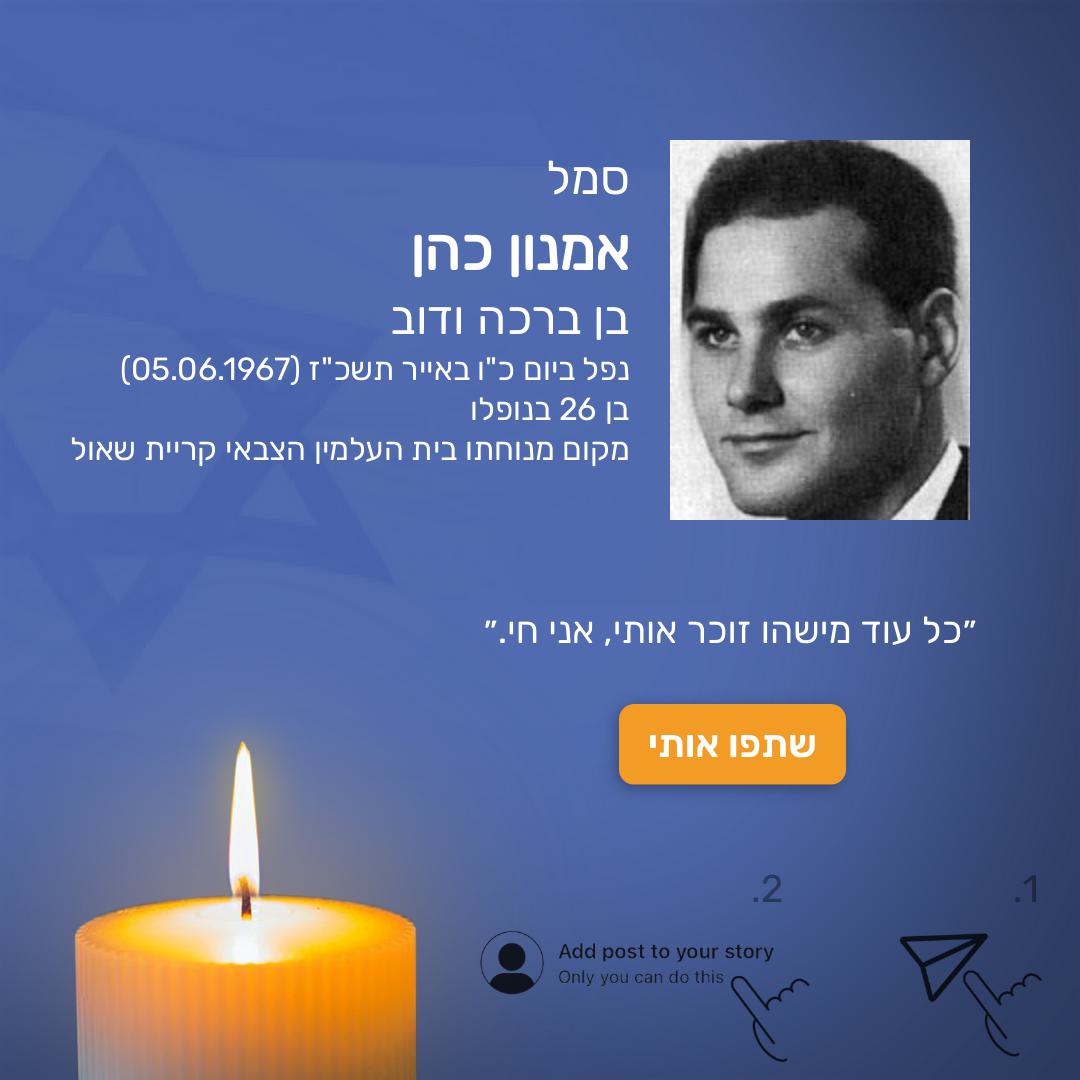 סמל
אמנון כהן
בן ברכה ודוב
נפל ביום כ"ו באייר תשכ"ז (05.06.1967)
בן 26 בנופלו
מקום מנוחתו בית העלמין הצבאי קריית שאול
״כל עוד מישהו זוכר אותי, אני חי.״
שתפו אותי
1.
2.
Add post to your story
Only you can do this